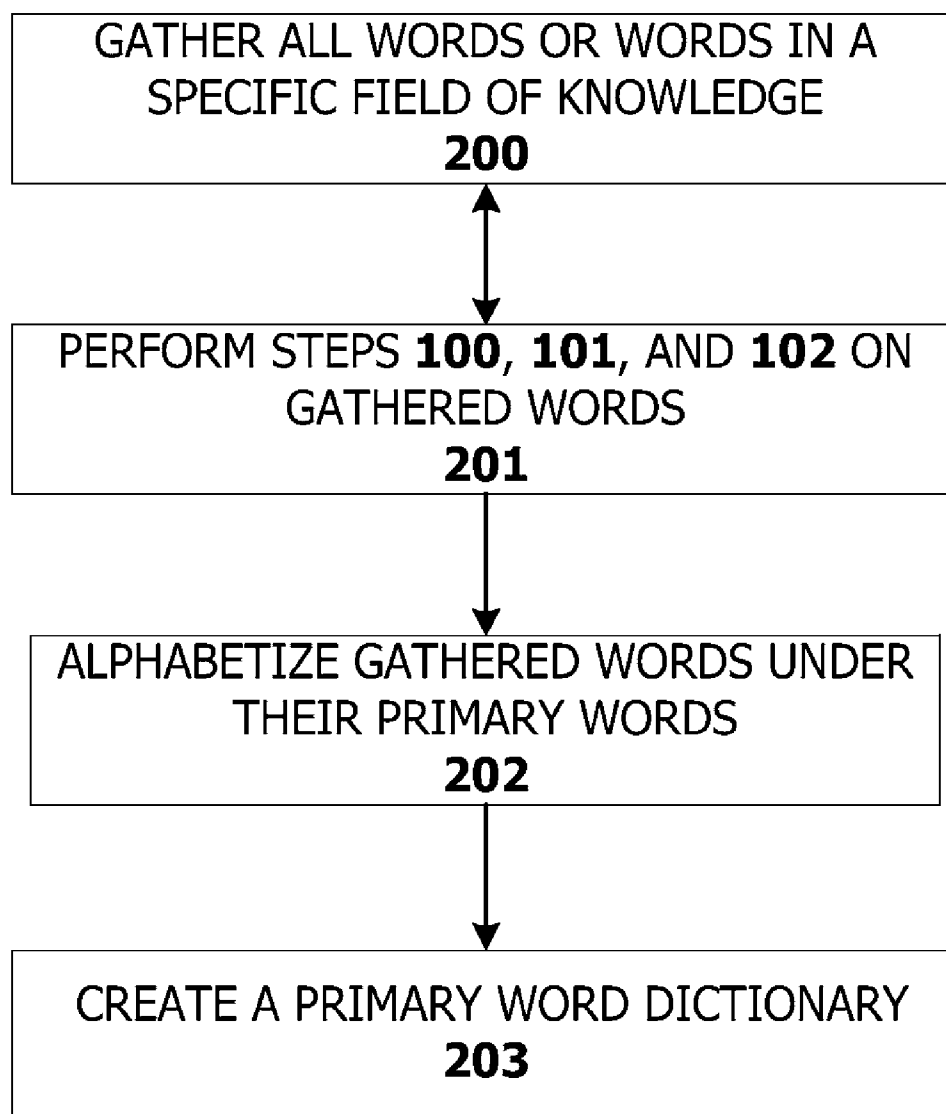 GATHER ALL WORDS OR WORDS IN A
SPECIFIC FIELD OF KNOWLEDGE
200
PERFORM STEPS 100, 101, AND 102 ON
GATHERED WORDS
201
ALPHABETIZE GATHERED WORDS UNDER
THEIR PRIMARY WORDS
202
CREATE A PRIMARY WORD DICTIONARY
203